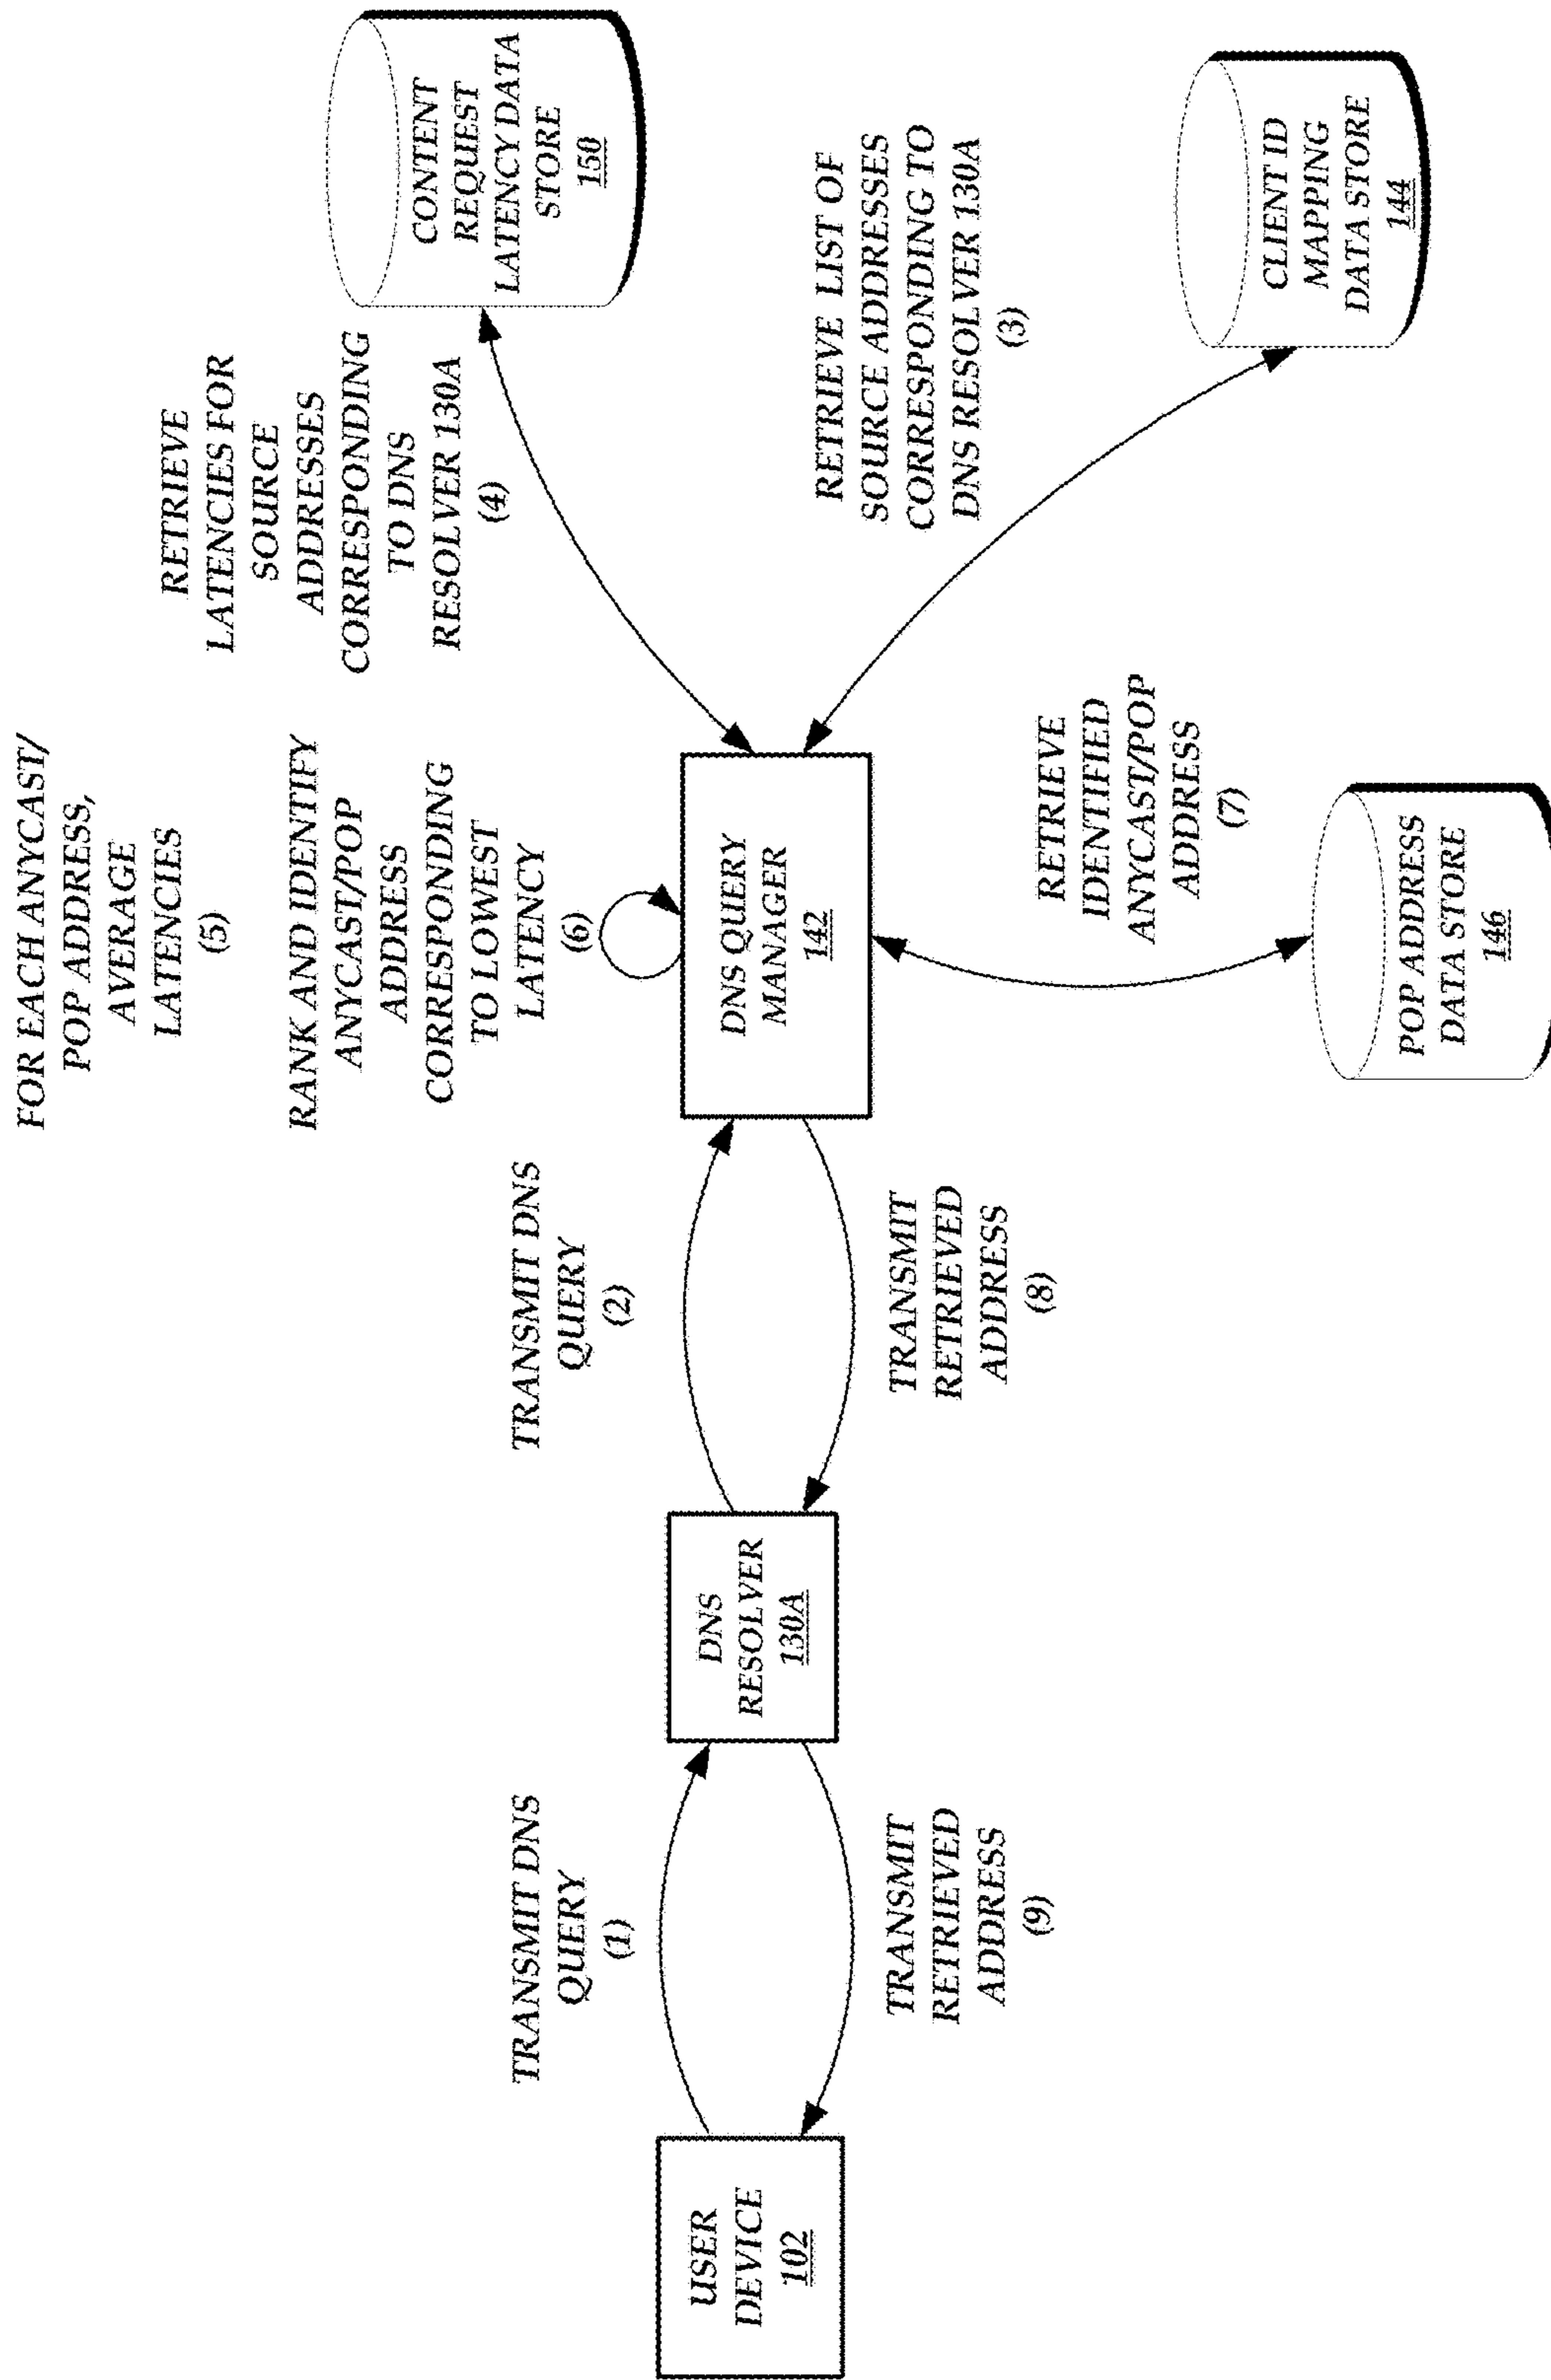 FOR EACH ANYCAST/
POP ADDRESS,
AVERAGE
LATENCIES
(5)
RANK AND IDENTIFY
ANYCAST/POP
ADDRESS
CORRESPONDING
TO LOWEST
LATENCY
(6)
RETRIEVE
LATENCIES FOR
SOURCE
ADDRESSES
CORRESPONDING
TO DNS
RESOLVER 130A
(4)
CONTENT
REQUEST
LATENCY DATA
STORE
150
TRANSMIT DNS
QUERY
(1)
TRANSMIT DNS
QUERY
(2)
USER
DEVICE
102
DNS
RESOLVER
130A
DNS QUERY
MANAGER
142
RETRIEVE LIST OF
SOURCE ADDRESSES
CORRESPONDING TO
DNS RESOLVER 130A
(3)
TRANSMIT
RETRIEVED
ADDRESS
(9)
TRANSMIT
RETRIEVED
ADDRESS
(8)
RETRIEVE
IDENTIFIED
ANYCAST/POP
ADDRESS
(7)
CLIENT ID
MAPPING
DATA STORE
144
POP ADDRESS
DATA STORE
146